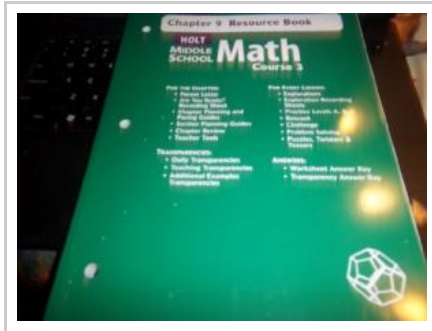 Chapter 9 Resource Book
HOLT
MIDDLE
SCHOOL
Math
Course 3
FOR THE CHAPTER:
• Parent Letter
• Are You Ready?
Recording Sheet
• Chapter Planning and
Pacing Guides
• Section Planning Guides
• Chapter Review
• Teacher Tools
TRANSPARENCIES:
• Daily Transparencies
• Teaching Transparencies
• Additional Examples
Transparencies
FOR EVERY LESSON:
• Explorations
• Exploration Recording
Sheets
• Practice Levels A,
• Reteach
• Challenge
• Problem Solving
• Puzzles, Twisters &
Teasers
ANSWERS:
• Worksheet Answer Key
• Transparency Answer Key